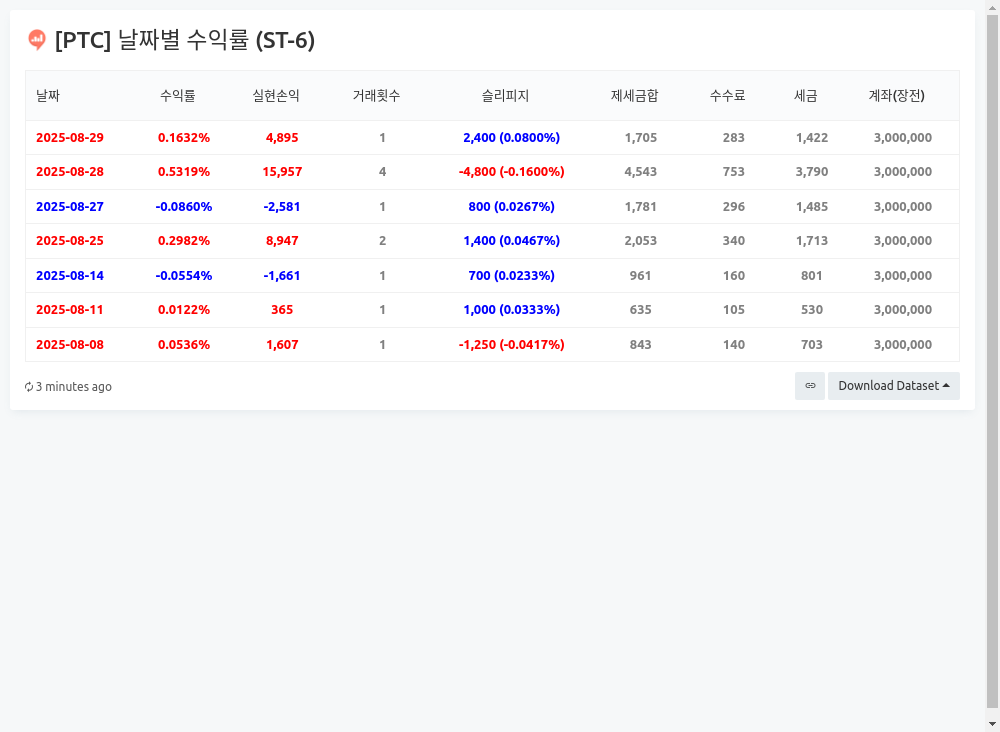 [PTC] 날짜별 수익률 (ST-6)
날짜 수익률 실현손익 거래횟수 슬리피지 제세금합 수수료 세금 계좌(장전)
2025-08-29 0.1632% 4,895 1 2,400 (0.0800%) 1,705 283 1,422 3,000,000
2025-08-28 0.5319% 15,957 4 -4,800 (-0.1600%) 4,543 753 3,790 3,000,000
2025-08-27 -0.0860% -2,581 1 800 (0.0267%) 1,781 296 1,485 3,000,000
2025-08-25 0.2982% 8,947 2 1,400 (0.0467%) 2,053 340 1,713 3,000,000
2025-08-14 -0.0554% -1,661 1 700 (0.0233%) 961 160 801 3,000,000
2025-08-11 0.0122% 365 1 1,000 (0.0333%) 635 105 530 3,000,000
2025-08-08 0.0536% 1,607 1 -1,250 (-0.0417%) 843 140 703 3,000,000
3 minutes ago Download Dataset